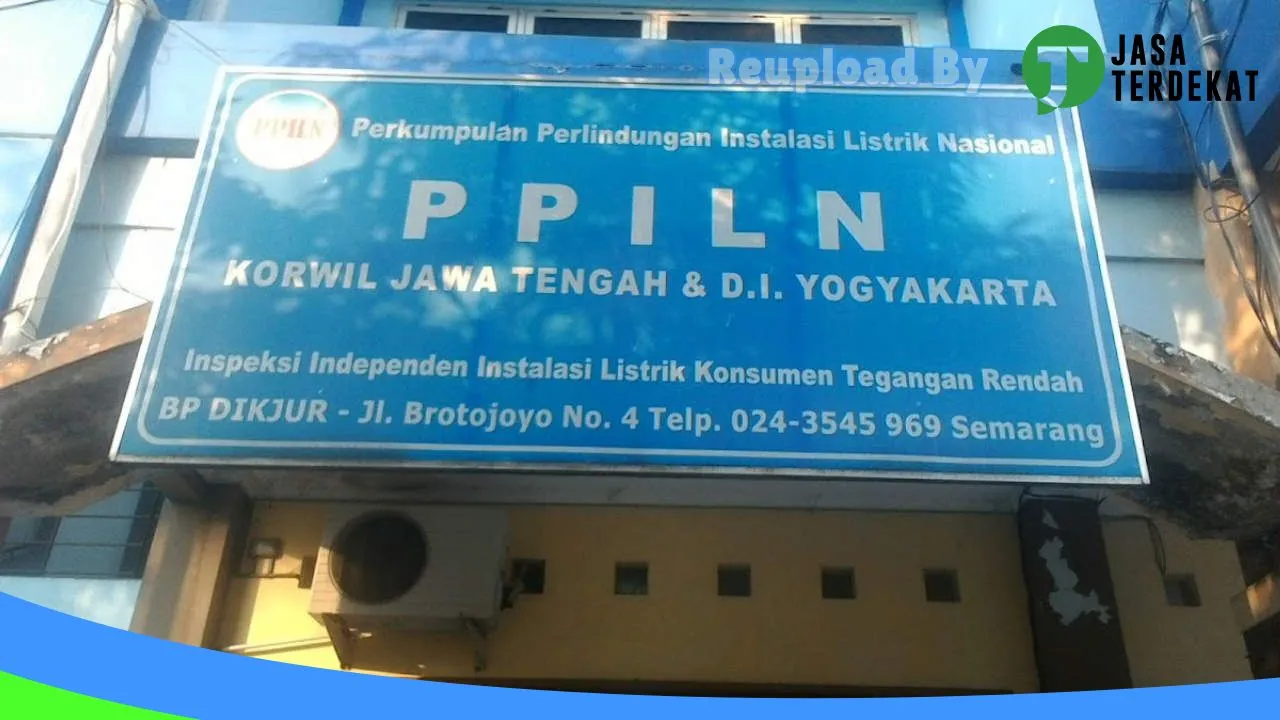 Reupload By
JASA
TERDEKAT
PPILN
Perkumpulan Perlindungan Instalasi Listrik Nasional
PPILN
KORWIL JAWA TENGAH & D.I. YOGYAKARTA
Inspeksi Independen Instalasi Listrik Konsumen Tegangan Rendah
BP DIKJUR - Jl. Brotojoyo No. 4 Telp. 024-3545 969 Semarang